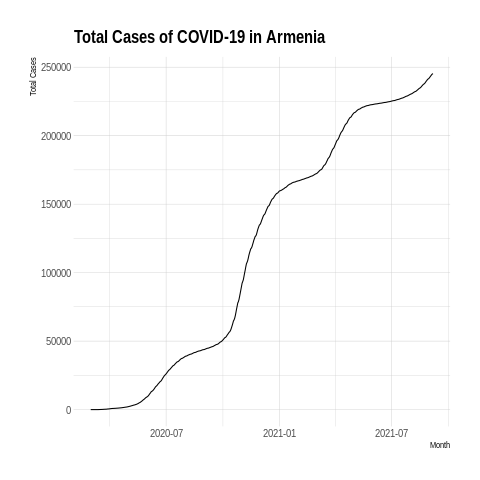 Total Cases of COVID-19 in Armenia
Total Cases
250000
200000
150000
100000
50000
0
2020-07 2021-01 2021-07
Month